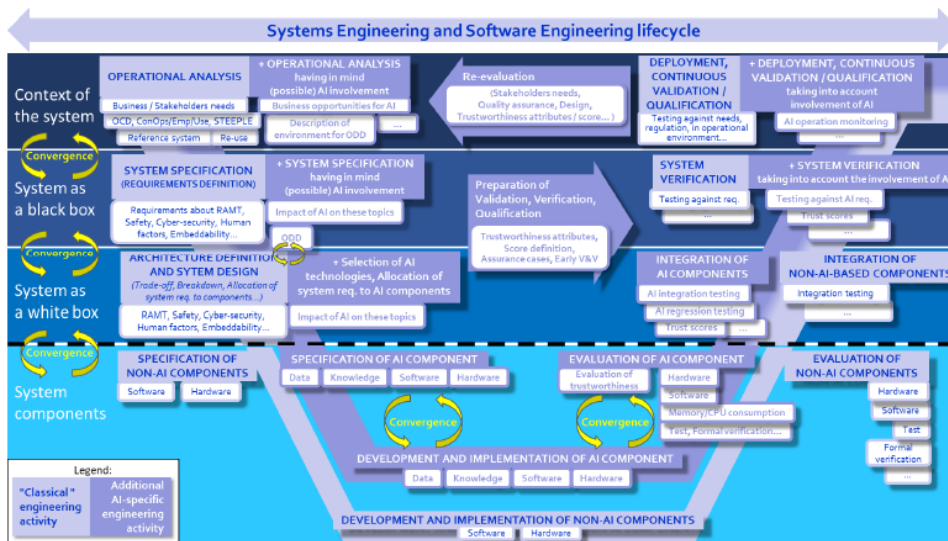 Systems Engineering and Software Engineering lifecycle
Context of
the system
OPERATIONAL ANALYSIS
Business / Stakeholders needs
OCD, ConOps/Emp/Use, STEEPLE
Reference system
Re-use
+ OPERATIONAL ANALYSIS
having in mind
(possible) AI involvement
Business opportunities for AI
Description of
environment for ODD
...
Re-evaluation
(Stakeholders needs,
Quality assurance, Design,
Trustworthiness attributes / score...)
DEPLOYMENT,
CONTINUOUS
VALIDATION /
QUALIFICATION
Testing against needs,
regulation, in operational
environment...
+ DEPLOYMENT, CONTINUOUS
VALIDATION / QUALIFICATION
taking into account
involvement of AI
AI operation monitoring
...
Convergence
System as
a black box
SYSTEM SPECIFICATION
(REQUIREMENTS DEFINITION)
Requirements about RAMT,
Safety, Cyber-security, Human
factors, Embeddability...
+ SYSTEM SPECIFICATION
having in mind
(possible) AI involvement
Impact of AI on these topics
ODD
Preparation of
Validation, Verification,
Qualification
Trustworthiness attributes,
Score definition,
Assurance cases, Early V&V
SYSTEM
VERIFICATION
Testing against req.
...
+ SYSTEM VERIFICATION
taking into account the involvement of AI
Testing against AI req.
Trust scores
...
Convergence
System as
a white box
ARCHITECTURE DEFINITION
AND SYTEM DESIGN
(Trade-off, Breakdown, Allocation of
system req. to components...)
RAMT, Safety, Cyber-security,
Human factors, Embeddability...
+ Selection of AI
technologies, Allocation of
system req. to AI components
Impact of AI on these topics
INTEGRATION OF
AI COMPONENTS
AI integration testing
AI regression testing
Trust scores
...
INTEGRATION OF
NON-AI-BASED COMPONENTS
Integration testing
...
Convergence
System
components
SPECIFICATION OF
NON-AI COMPONENTS
Software
Hardware
SPECIFICATION OF AI COMPONENT
Data
Knowledge
Software
Hardware
EVALUATION OF AI COMPONENT
Evaluation of
trustworthiness
Hardware
Software
Memory/CPU consumption
Test, Formal verification...
EVALUATION OF
NON-AI COMPONENTS
Hardware
Software
Test
Formal
verification
...
Convergence
Convergence
DEVELOPMENT AND IMPLEMENTATION OF AI COMPONENT
Data
Knowledge
Software
Hardware
DEVELOPMENT AND IMPLEMENTATION OF NON-AI COMPONENTS
Software
Hardware
Legend:
"Classical"
engineering
activity
Additional
AI-specific
engineering
activity